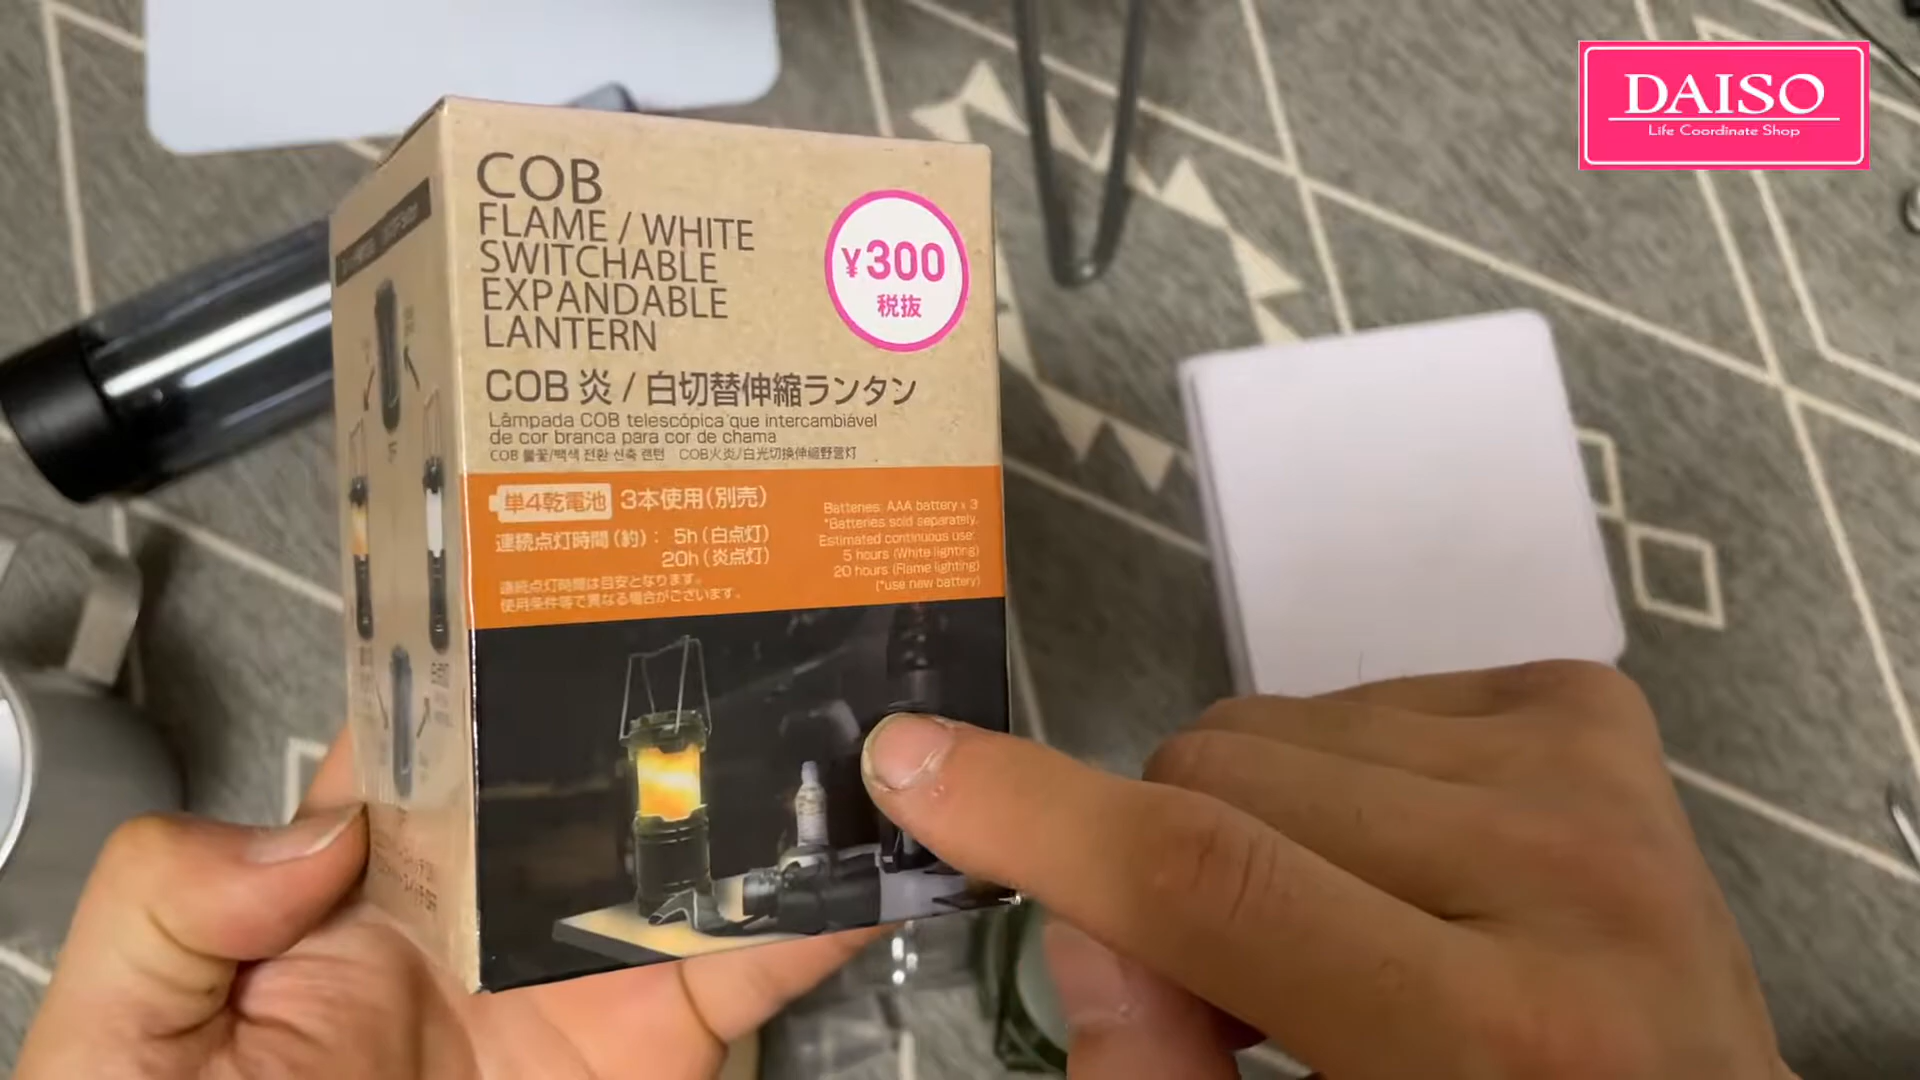 DAISO
Life Coordinate Shop
COB
FLAME / WHITE
SWITCHABLE
EXPANDABLE
LANTERN
¥300
税抜
COB 炎 / 白切替伸縮ランタン
Lâmpada COB telescópica que intercambiável
de cor branca para cor de chama
COB 불꽃/백색 전환 신축 랜턴 COB火炎/白光切換伸縮野營灯
単4乾電池 3本使用(別売)
連続点灯時間(約): 5h(白点灯)
20h(炎点灯)
連続点灯時間は目安となります。
使用条件等で異なる場合がございます。
Batteries: AAA battery x 3
*Batteries sold separately.
Estimated continuous use:
5 hours (White lighting)
20 hours (Flame lighting)
(*use new battery)